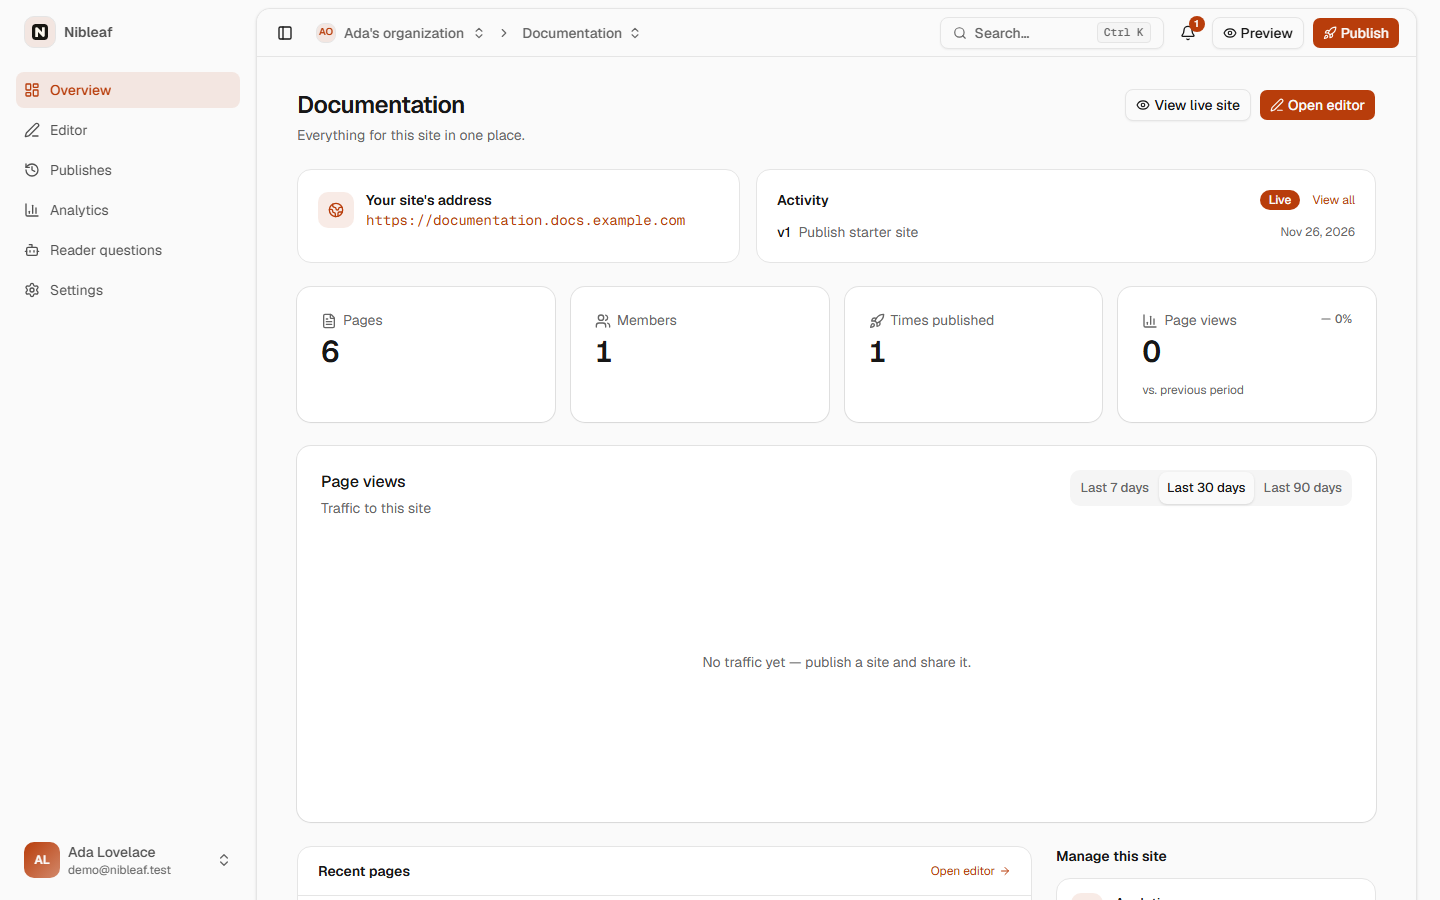 Nibleaf
Overview
Editor
Publishes
Analytics
Reader questions
Settings
AL
Ada Lovelace
demo@nibleaf.test
AO Ada's organization
Documentation
Search... Ctrl K
1
Preview
Publish
Documentation
Everything for this site in one place.
View live site
Open editor
Your site's address
https://documentation.docs.example.com
Activity
Live
View all
v1 Publish starter site
Nov 26, 2026
Pages
6
Members
1
Times published
1
Page views
— 0%
0
vs. previous period
Page views
Traffic to this site
Last 7 days
Last 30 days
Last 90 days
No traffic yet — publish a site and share it.
Recent pages
Open editor →
Manage this site